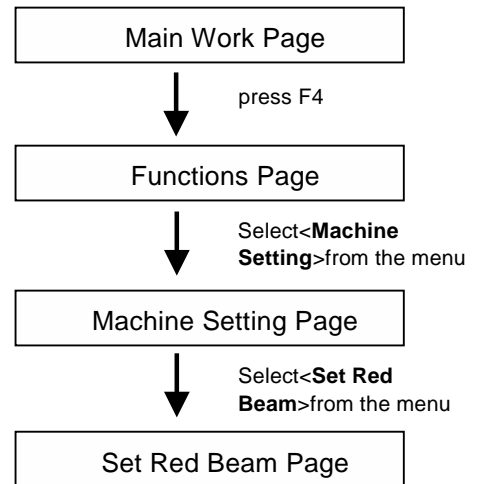 Main Work Page
press F4
Functions Page
Select<Machine
Setting>from the menu
Machine Setting Page
Select<Set Red
Beam>from the menu
Set Red Beam Page